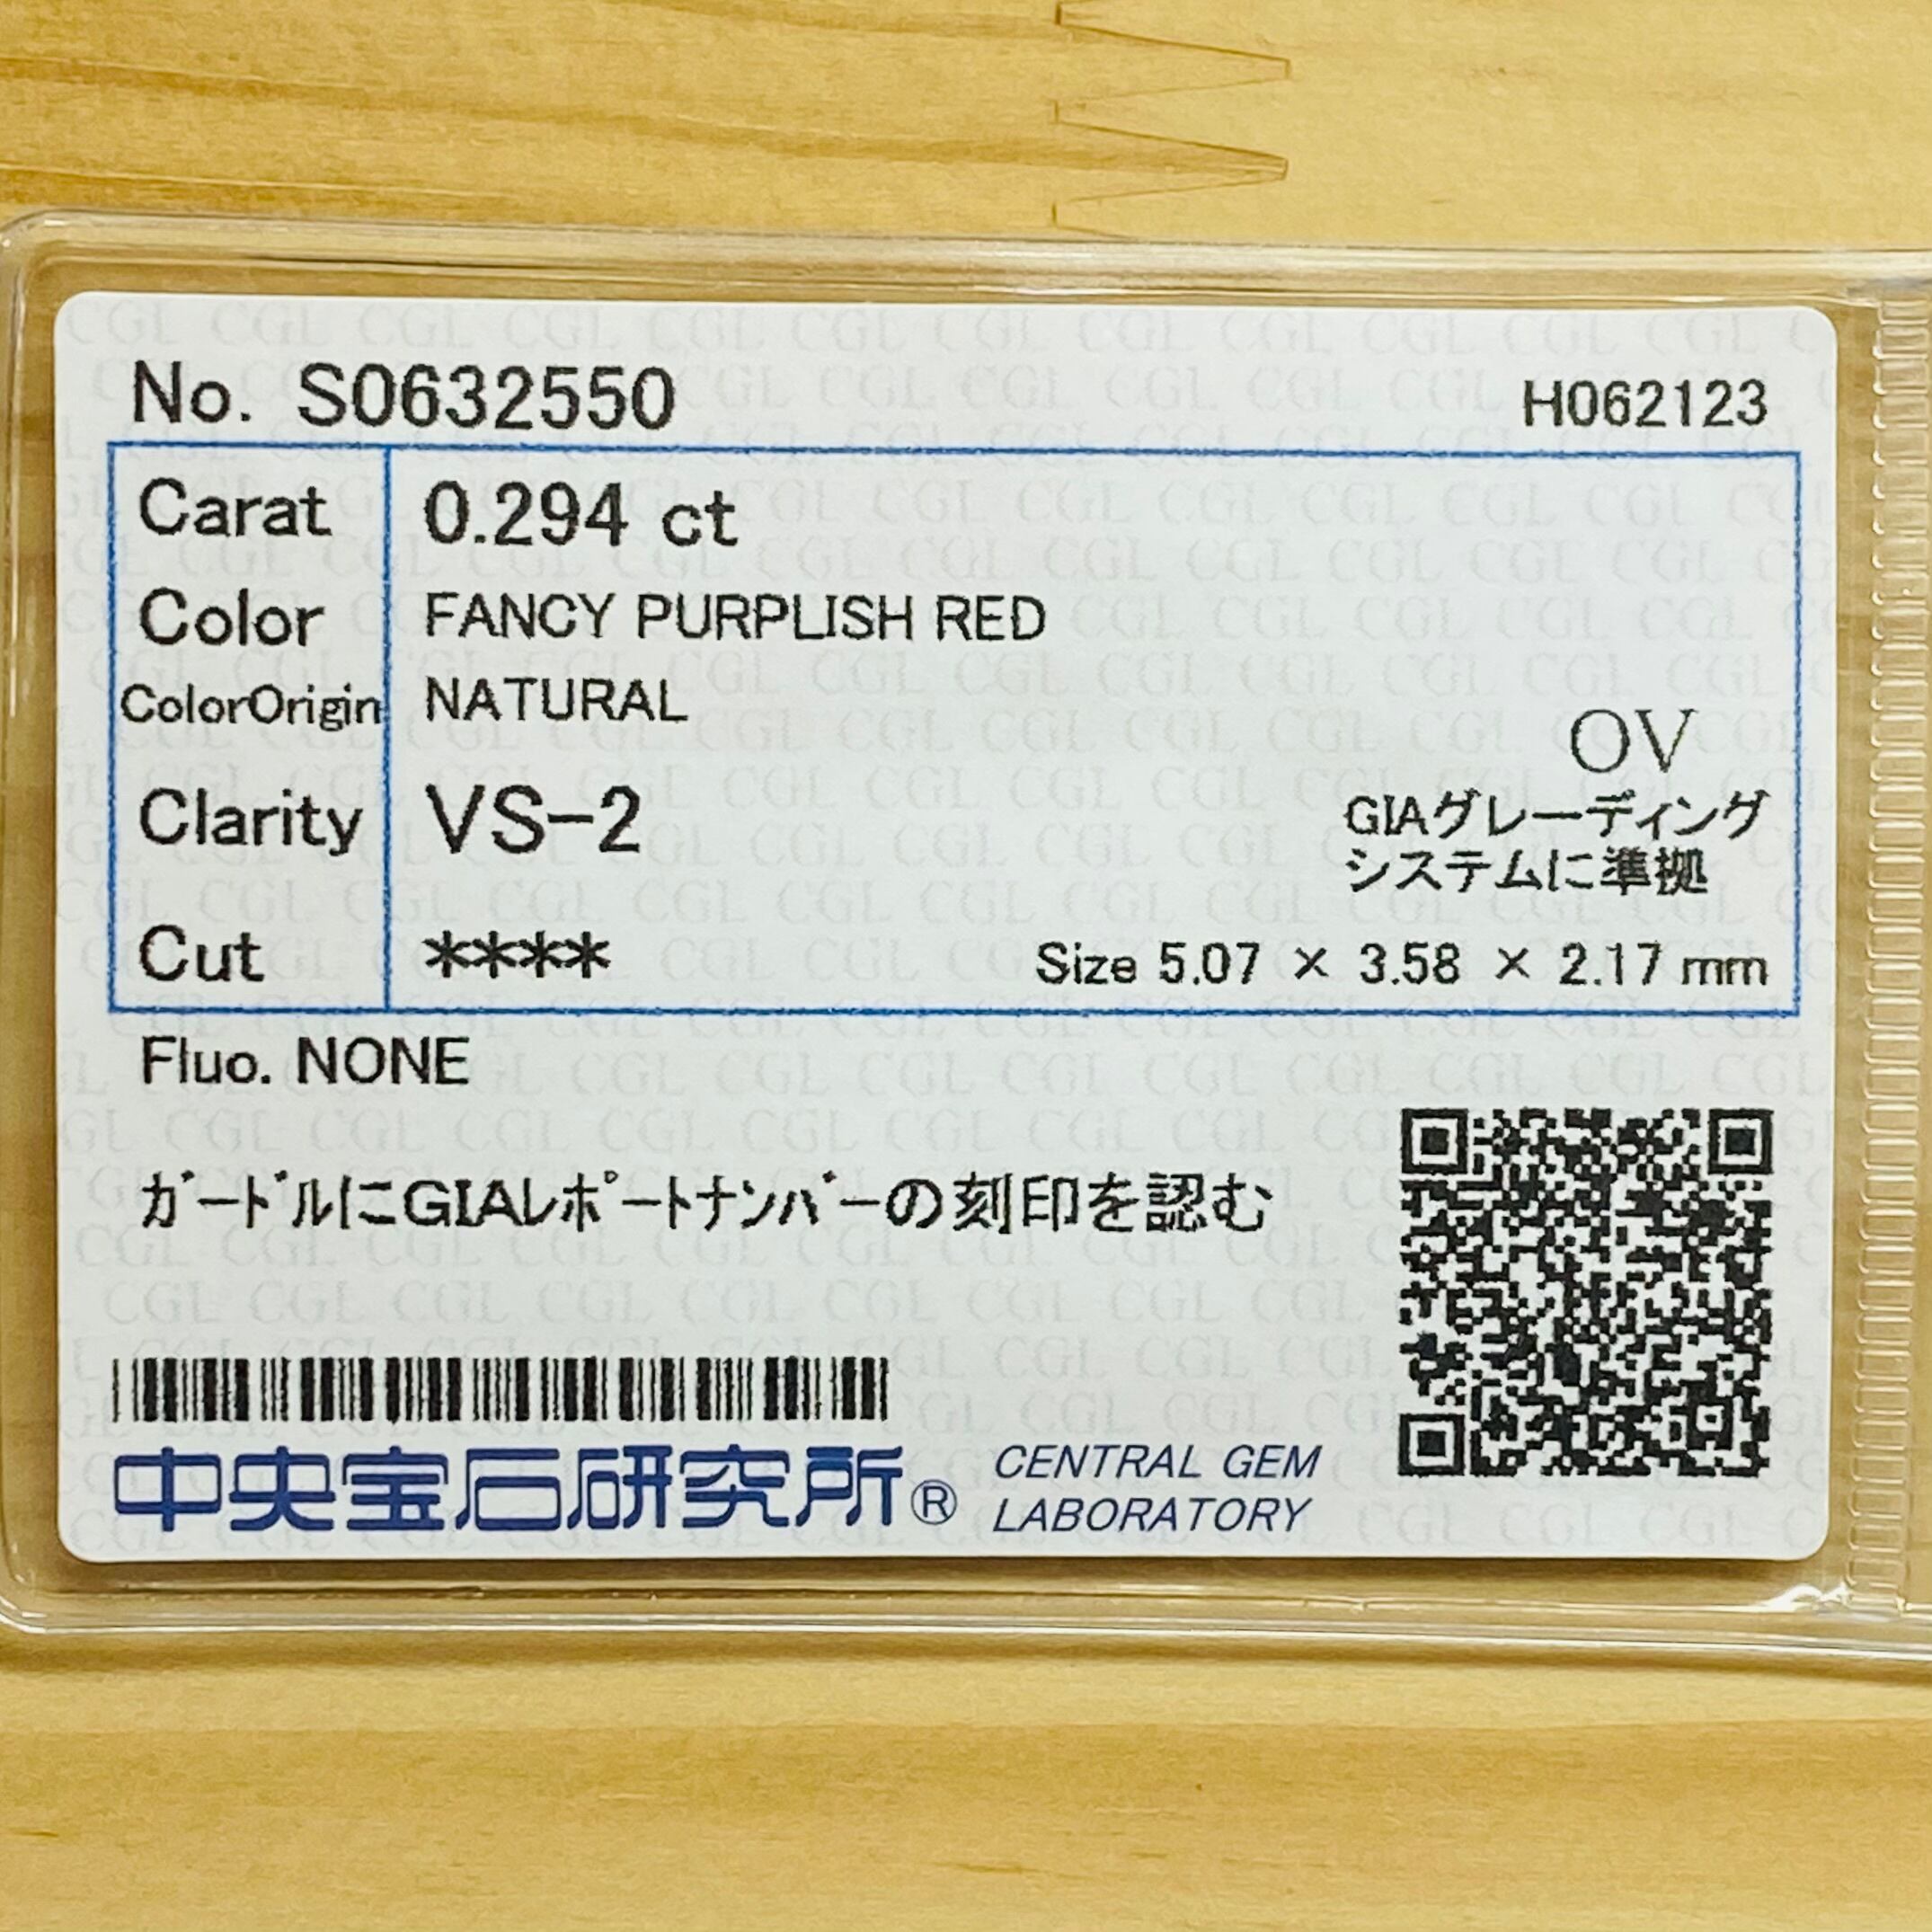 No. S0632550 H062123
Carat 0.294 ct
Color FANCY PURPLISH RED
ColorOrigin NATURAL
OV
Clarity VS-2
GIAグレーディング
システムに準拠
Cut ****
Size 5.07 × 3.58 × 2.17 mm
Fluo. NONE
ガードルにGIAレポートナンバーの刻印を認む
中央宝石研究所® CENTRAL GEM
LABORATORY